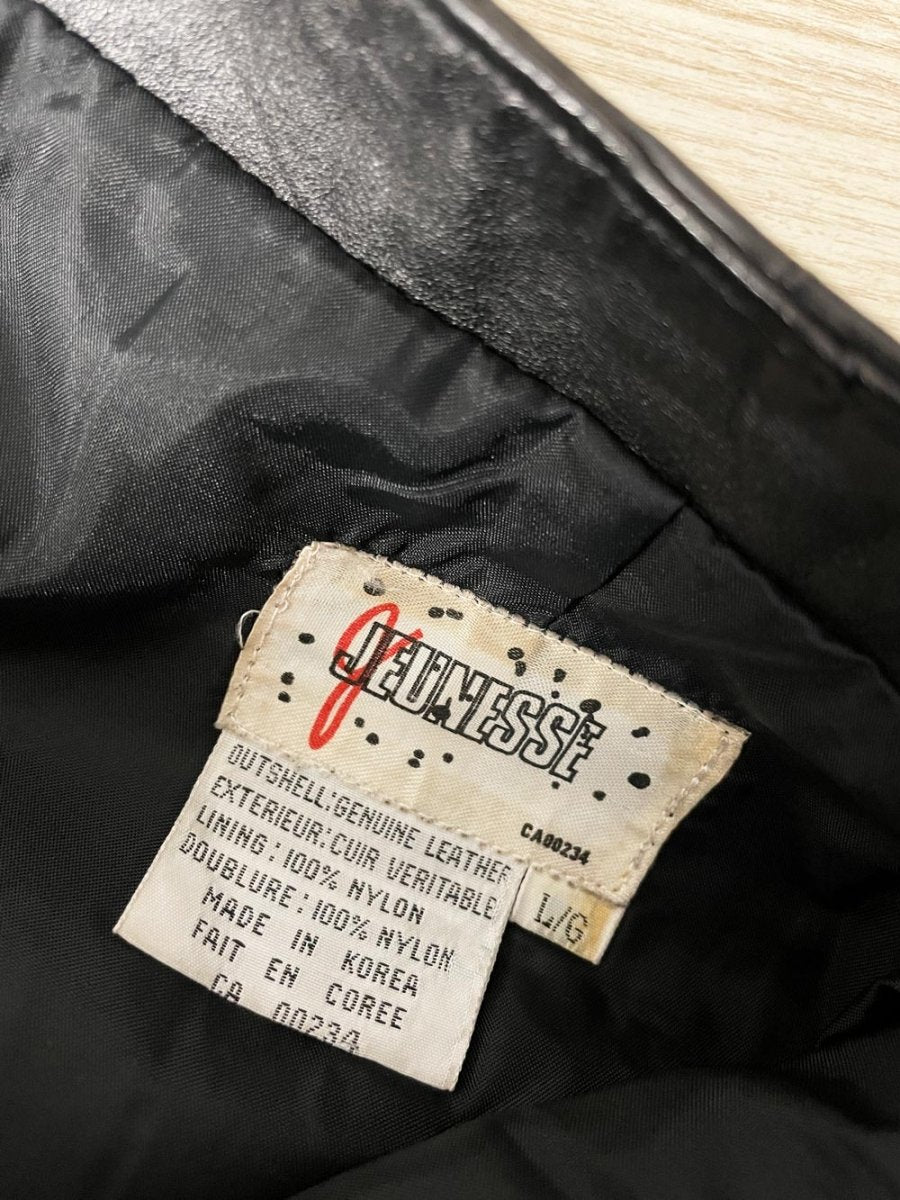 J
JEUNESSE
CA00234
L/G
OUTSHELL:GENUINE LEATHER
EXTERIEUR:CUIR VERITABLE
LINING:100% NYLON
DOUBLURE:100% NYLON
MADE IN KOREA
FAIT EN COREE
CA 00234